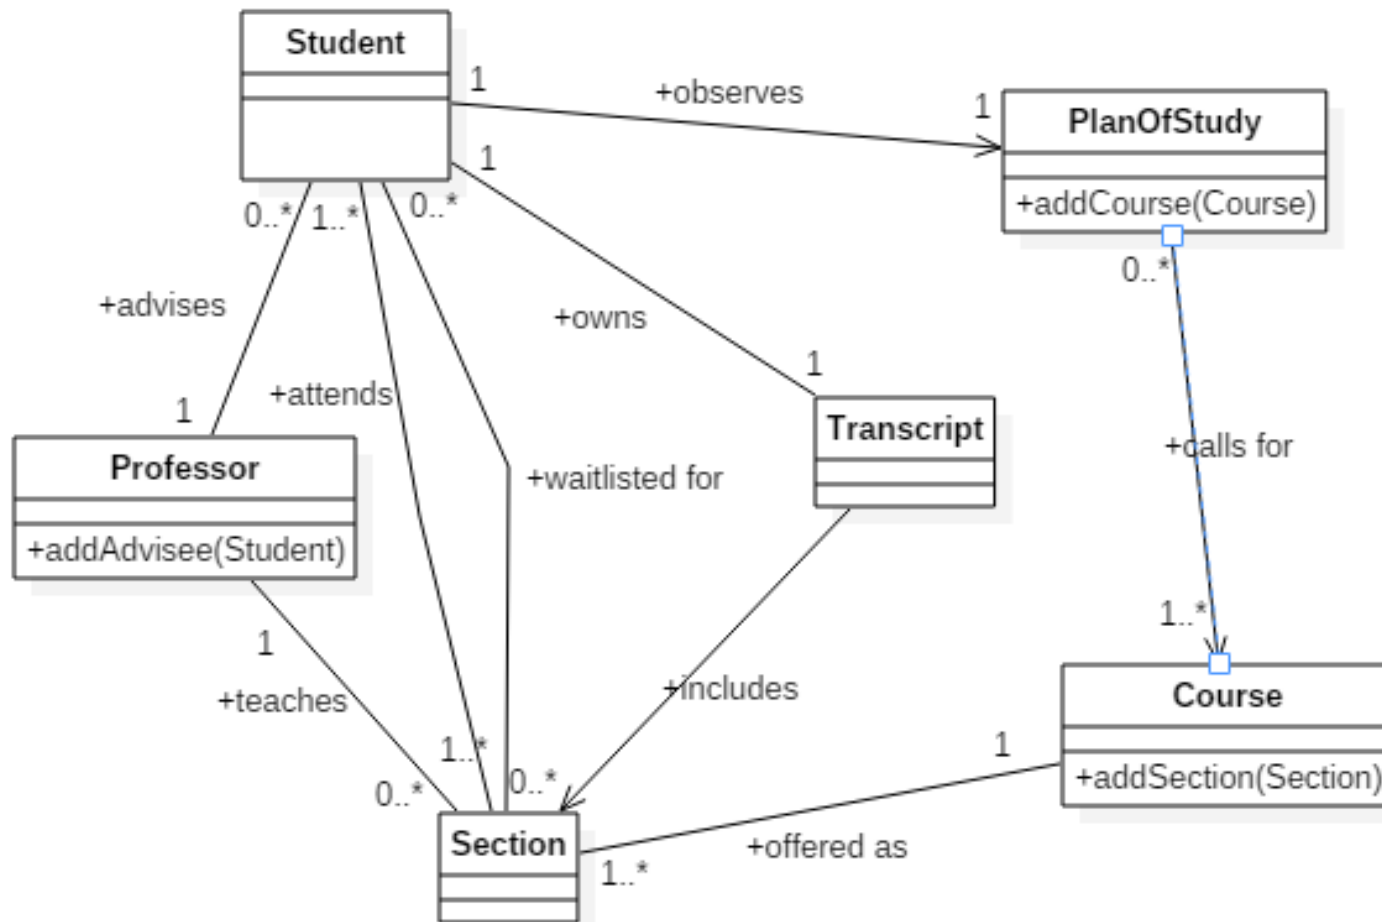 Student
1
+observes
1
PlanOfStudy
+addCourse(Course)
1
0..*
1..*
0..*
0..*
+advises
+owns
1
1
+attends
Transcript
Professor
+waitlisted for
+calls for
+addAdvisee(Student)
1
1..*
+teaches
+includes
Course
1..*
1
0..*
0..*
+addSection(Section)
Section
+offered as
1..*